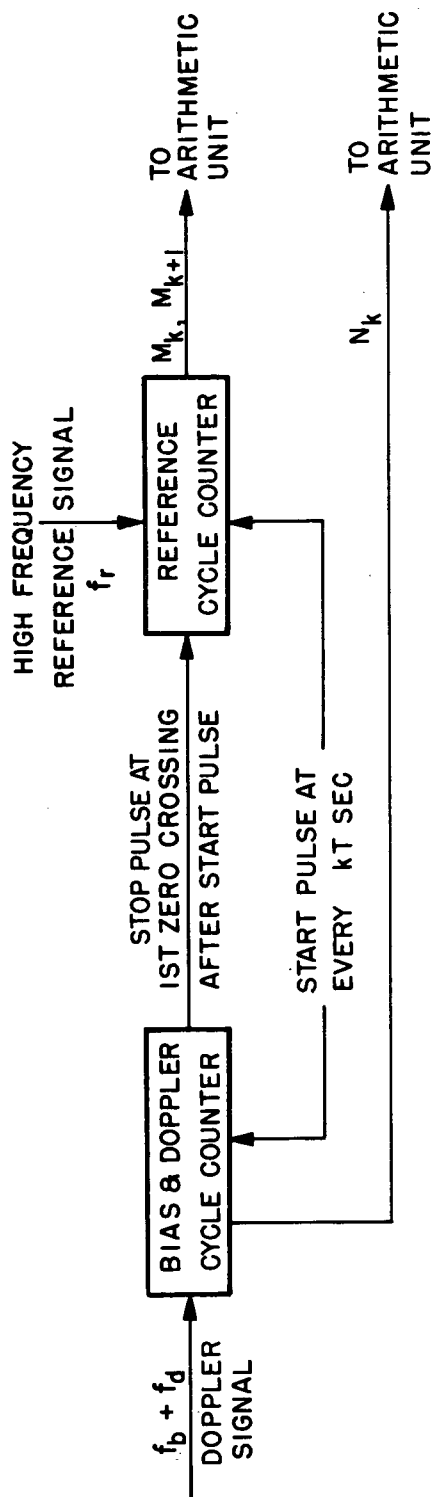 f_b + f_d
DOPPLER
SIGNAL
BIAS & DOPPLER
CYCLE COUNTER
STOP PULSE AT
1ST ZERO CROSSING
AFTER START PULSE
START PULSE AT
EVERY kT SEC
HIGH FREQUENCY
REFERENCE SIGNAL
f_r
REFERENCE
CYCLE COUNTER
M_k, M_k+1
TO
ARITHMETIC
UNIT
N_k
TO
ARITHMETIC
UNIT